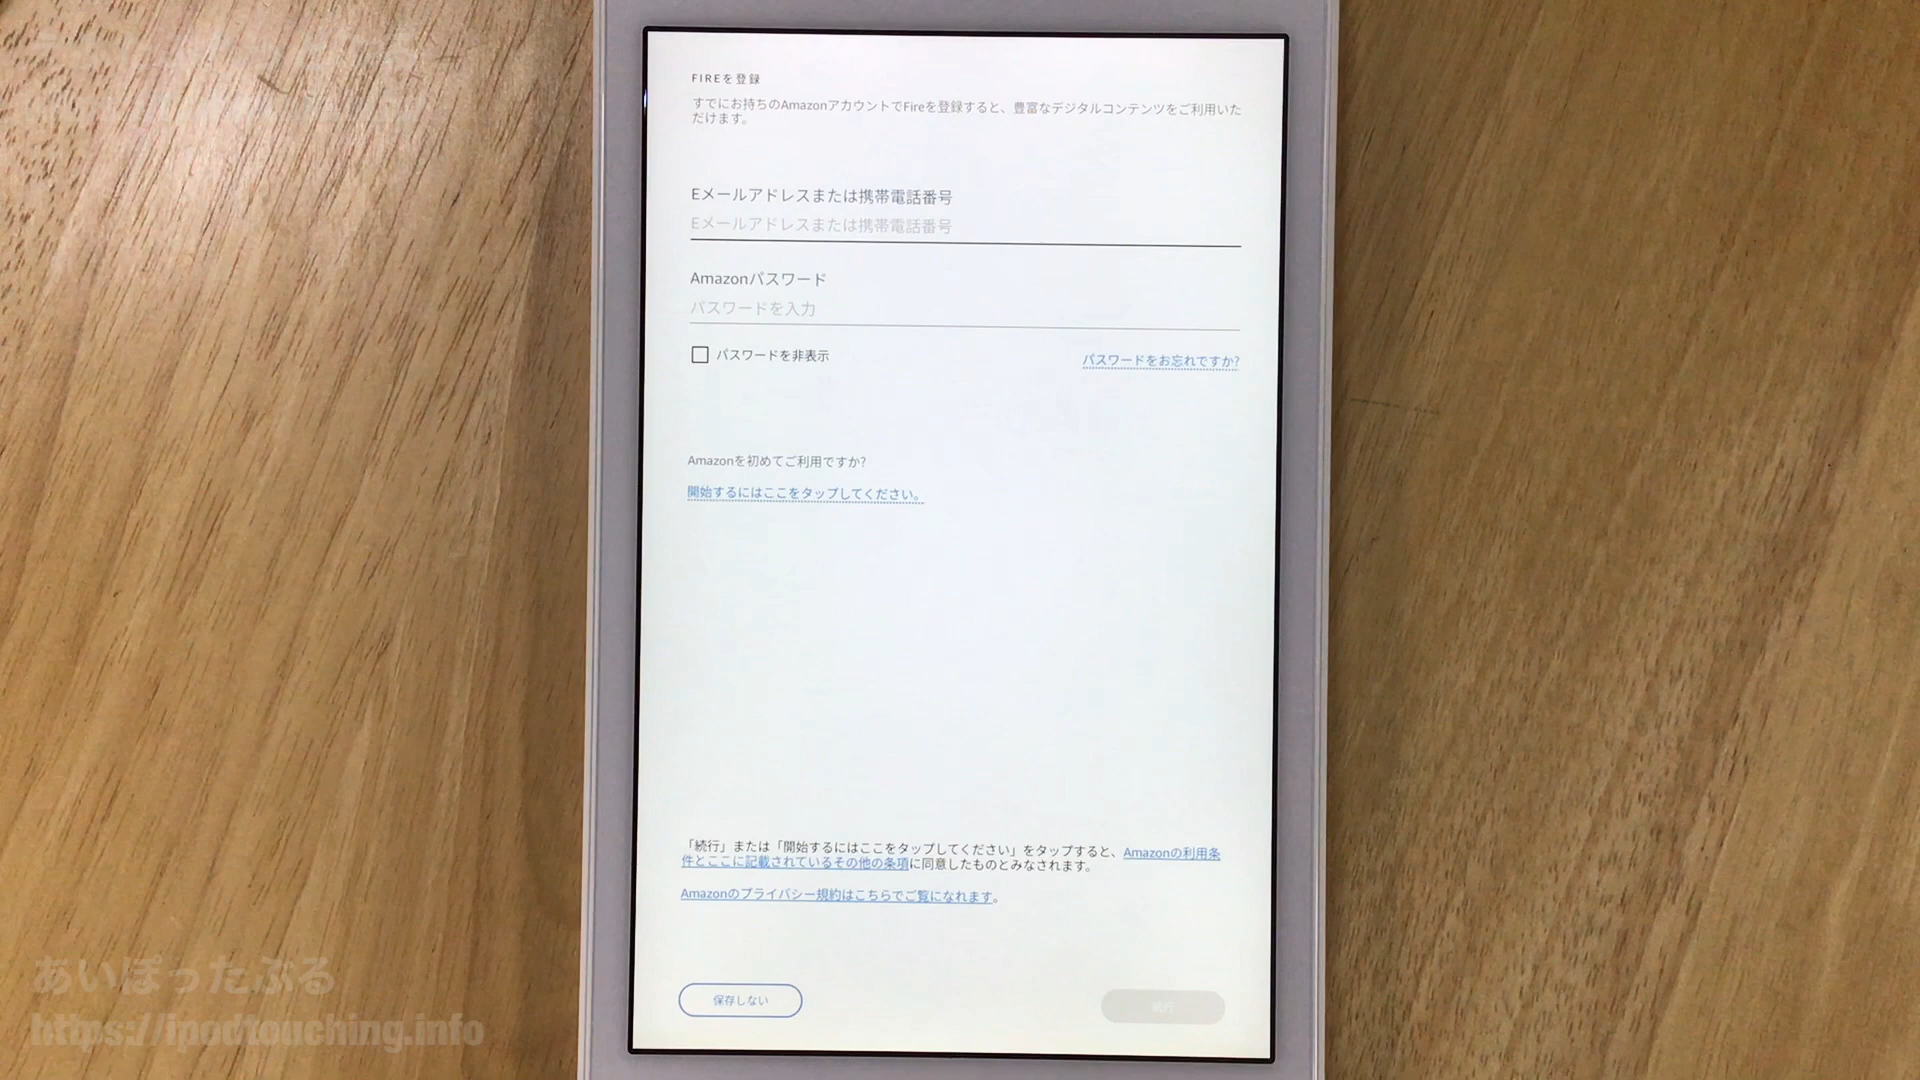 FIREを登録
すでにお持ちのAmazonアカウントでFireを登録すると、豊富なデジタルコンテンツをご利用いた
だけます。
Eメールアドレスまたは携帯電話番号
Eメールアドレスまたは携帯電話番号
Amazonパスワード
パスワードを入力
パスワードを非表示
パスワードをお忘れですか?
Amazonを初めてご利用ですか?
開始するにはここをタップしてください。
「続行」または「開始するにはここをタップしてください」をタップすると、Amazonの利用条
件とここに記載されているその他の条項に同意したものとみなされます。
Amazonのプライバシー規約はこちらでご覧になれます。
保存しない
続行
あいぽったぶる
https://ipodtouching.info